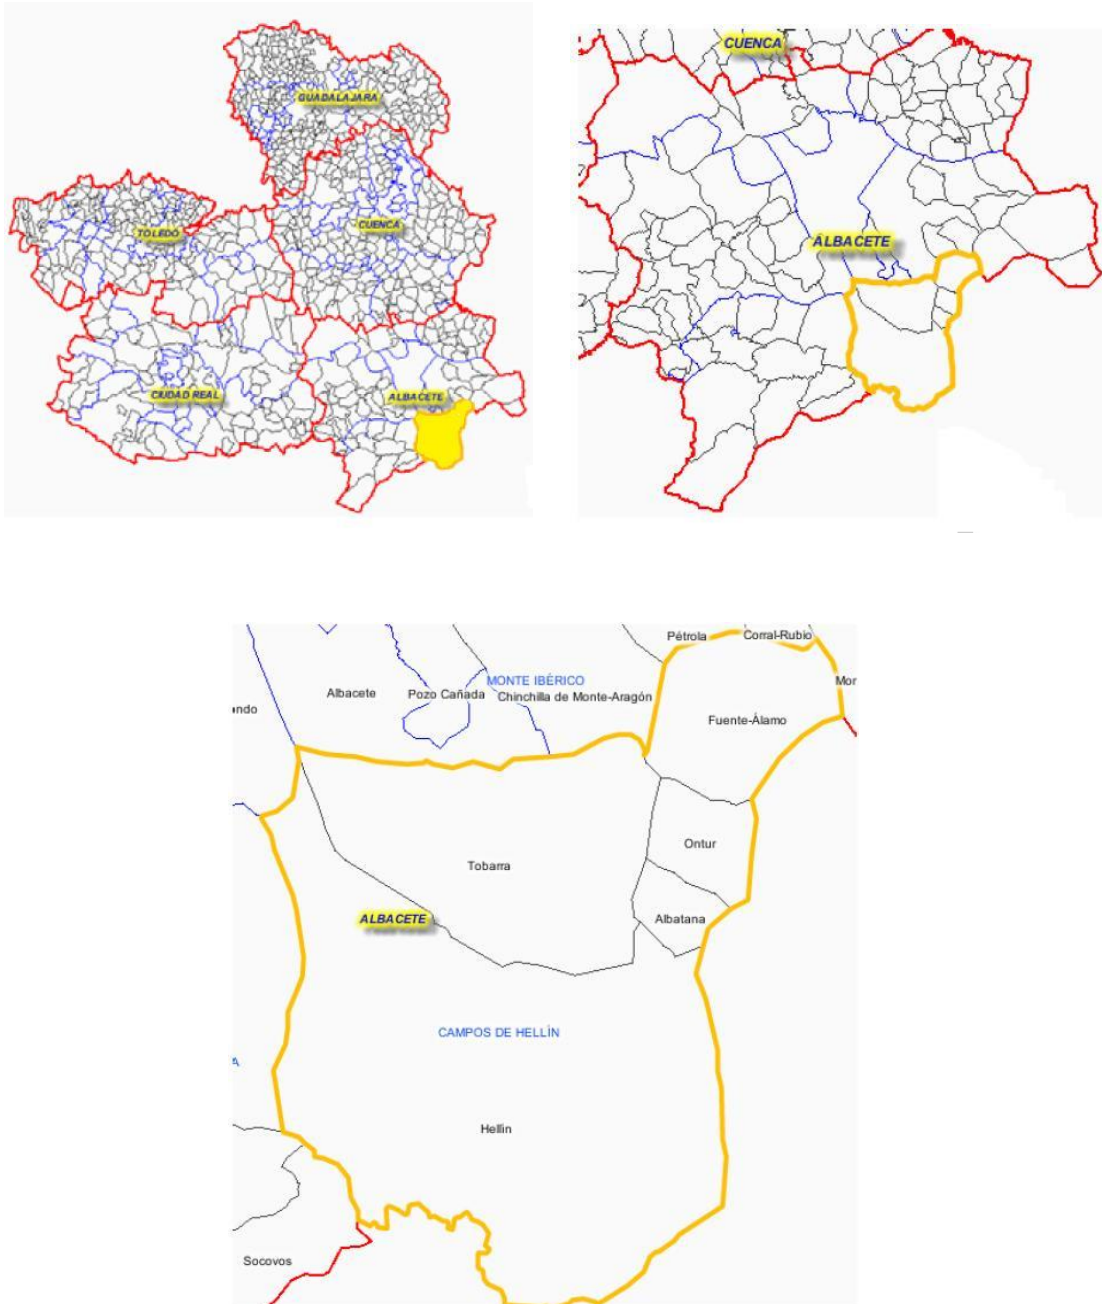 GUADALAJARA
TOLEDO
CUENCA
CIUDAD REAL
ALBACETE
CUENCA
ALBACETE
Pétrola
Corral-Rubio
MONTE IBÉRICO
Mor
Albacete
Pozo Cañada
Chinchilla de Monte-Aragón
ando
Fuente-Álamo
Ontur
Tobarra
ALBACETE
Albatana
CAMPOS DE HELLÍN
A
Hellín
Socovos